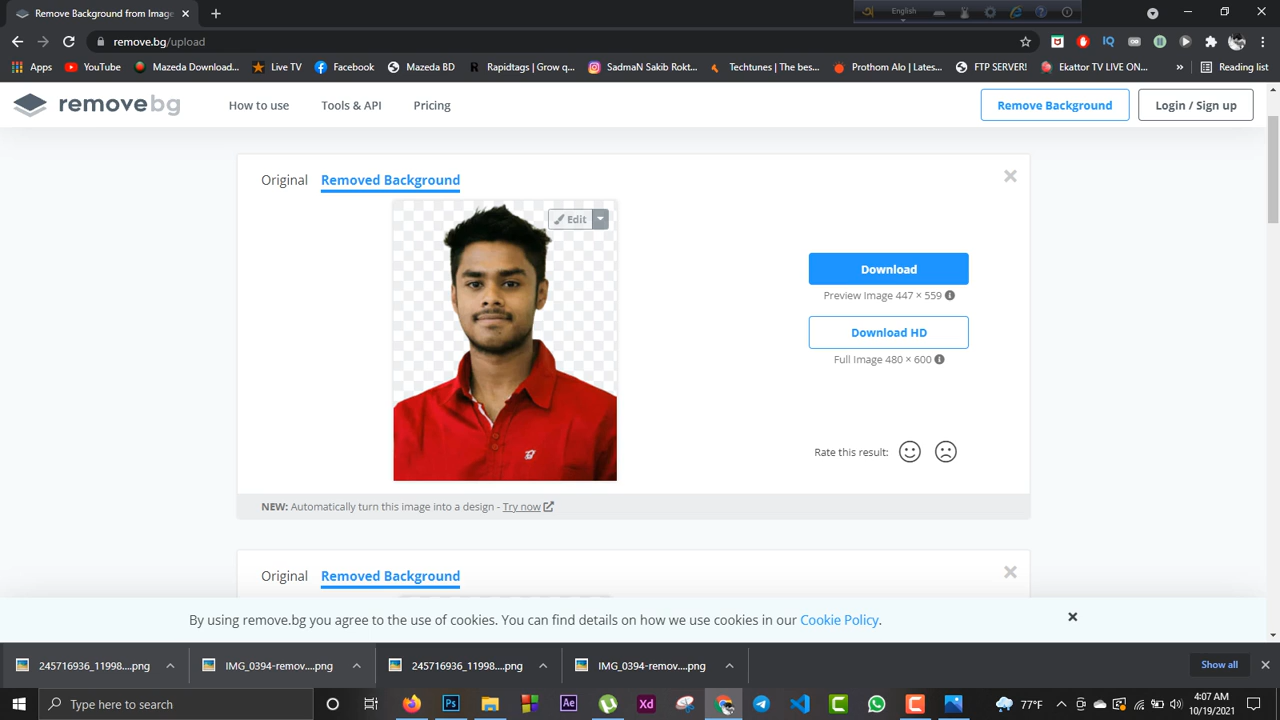 Remove Background from Image
English
remove.bg/upload
Apps
YouTube
Mazeda Download...
Live TV
Facebook
Mazeda BD
Rapidtags | Grow q...
SadmaN Sakib Rokt...
Techtunes | The bes...
Prothom Alo | Lates...
FTP SERVER!
Ekattor TV LIVE ON...
»
Reading list
removebg
How to use
Tools & API
Pricing
Remove Background
Login / Sign up
Original
Removed Background
Edit
Download
Preview Image 447 × 559
Download HD
Full Image 480 × 600
Rate this result:
NEW: Automatically turn this image into a design - Try now
Original
Removed Background
By using remove.bg you agree to the use of cookies. You can find details on how we use cookies in our Cookie Policy.
245716936_11998....png
IMG_0394-remov....png
245716936_11998....png
IMG_0394-remov....png
Show all
Type here to search
Ps
Ae
Xd
77°F
4:07 AM
10/19/2021